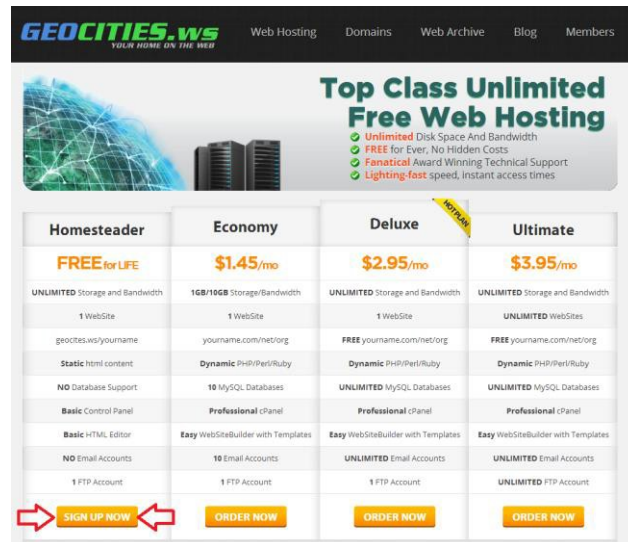 GEOCITIES.ws
YOUR HOME ON THE WEB
Web Hosting Domains Web Archive Blog Members
Top Class Unlimited
Free Web Hosting
Unlimited Disk Space And Bandwidth
FREE for Ever, No Hidden Costs
Fanatical Award Winning Technical Support
Lighting-fast speed, instant access times
Homesteader Economy Deluxe Ultimate
HOT PLAN
FREE for LIFE $1.45/mo $2.95/mo $3.95/mo
UNLIMITED Storage and Bandwidth 1GB/10GB Storage/Bandwidth UNLIMITED Storage and Bandwidth UNLIMITED Storage and Bandwidth
1 WebSite 1 WebSite 1 WebSite UNLIMITED WebSites
geocites.ws/yourname yourname.com/net/org FREE yourname.com/net/org FREE yourname.com/net/org
Static html content Dynamic PHP/Perl/Ruby Dynamic PHP/Perl/Ruby Dynamic PHP/Perl/Ruby
NO Database Support 10 MySQL Databases UNLIMITED MySQL Databases UNLIMITED MySQL Databases
Basic Control Panel Professional cPanel Professional cPanel Professional cPanel
Basic HTML Editor Easy WebSiteBuilder with Templates Easy WebSiteBuilder with Templates Easy WebSiteBuilder with Templates
NO Email Accounts 10 Email Accounts UNLIMITED Email Accounts UNLIMITED Email Accounts
1 FTP Account 1 FTP Account 1 FTP Account UNLIMITED FTP Account
SIGN UP NOW ORDER NOW ORDER NOW ORDER NOW